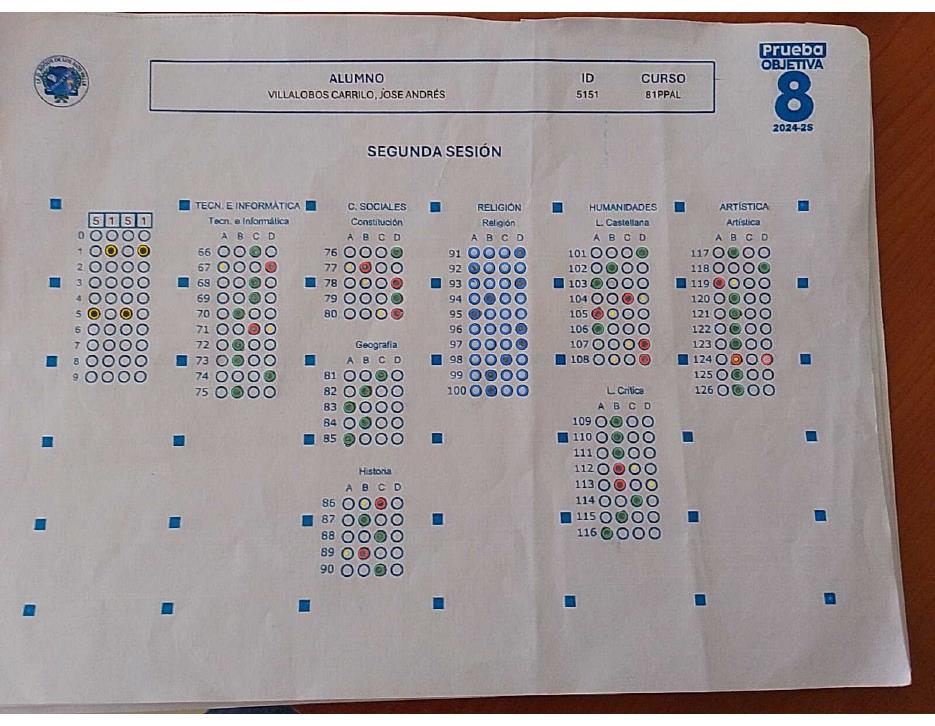 Prueba
OBJETIVA
8
2024-25
ALUMNO ID CURSO
VILLALOBOS CARRILO, JOSE ANDRÉS 5151 81PPAL
SEGUNDA SESIÓN
5 1 5 1
0
1
2
3
4
5
6
7
8
9
TECN. E INFORMÁTICA
Tecn. e Informática
A B C D
66
67
68
69
70
71
72
73
74
75
C. SOCIALES
Constitución
A B C D
76
77
78
79
80
Geografía
A B C D
81
82
83
84
85
Historia
A B C D
86
87
88
89
90
RELIGIÓN
Religión
A B C D
91
92
93
94
95
96
97
98
99
100
HUMANIDADES
L. Castellana
A B C D
101
102
103
104
105
106
107
108
L. Crítica
A B C D
109
110
111
112
113
114
115
116
ARTÍSTICA
Artística
A B C D
117
118
119
120
121
122
123
124
125
126